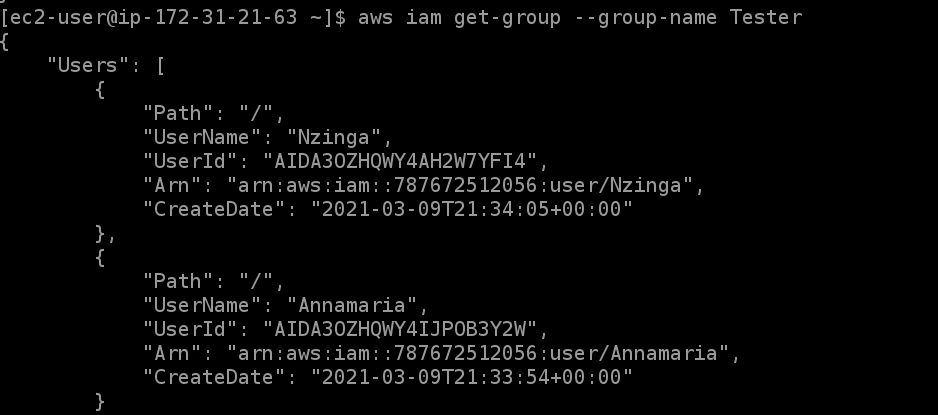 [ec2-user@ip-172-31-21-63 ~]$ aws iam get-group --group-name Tester
{
    "Users": [
        {
            "Path": "/",
            "UserName": "Nzinga",
            "UserId": "AIDA3OZHQWY4AH2W7YFI4",
            "Arn": "arn:aws:iam::787672512056:user/Nzinga",
            "CreateDate": "2021-03-09T21:34:05+00:00"
        },
        {
            "Path": "/",
            "UserName": "Annamaria",
            "UserId": "AIDA3OZHQWY4IJPOB3Y2W",
            "Arn": "arn:aws:iam::787672512056:user/Annamaria",
            "CreateDate": "2021-03-09T21:33:54+00:00"
        }